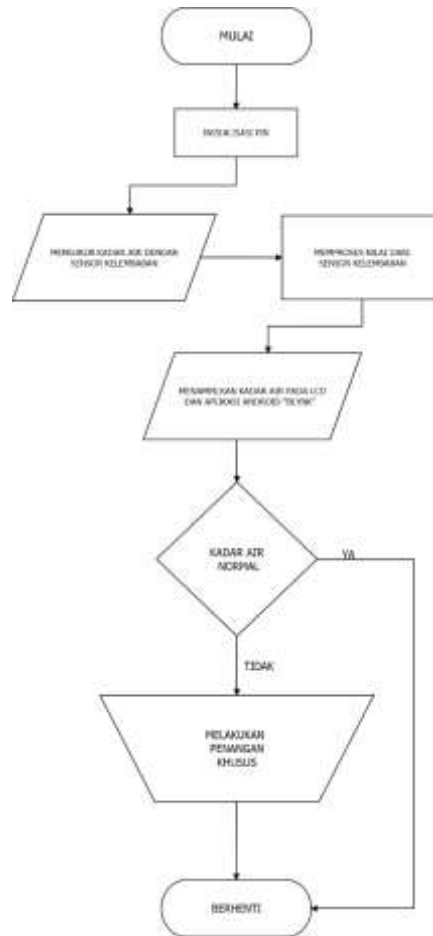 MULAI
INISIALISASI PIN
MENGUKUR KADAR AIR DENGAN
SENSOR KELEMBABAN
MEMPROSES NILAI DARI
SENSOR KELEMBABAN
MENAMPILKAN KADAR AIR PADA LCD
DAN APLIKASI ANDROID "BLYNK"
KADAR AIR
NORMAL
YA
TIDAK
MELAKUKAN
PENANGAN
KHUSUS
BERHENTI